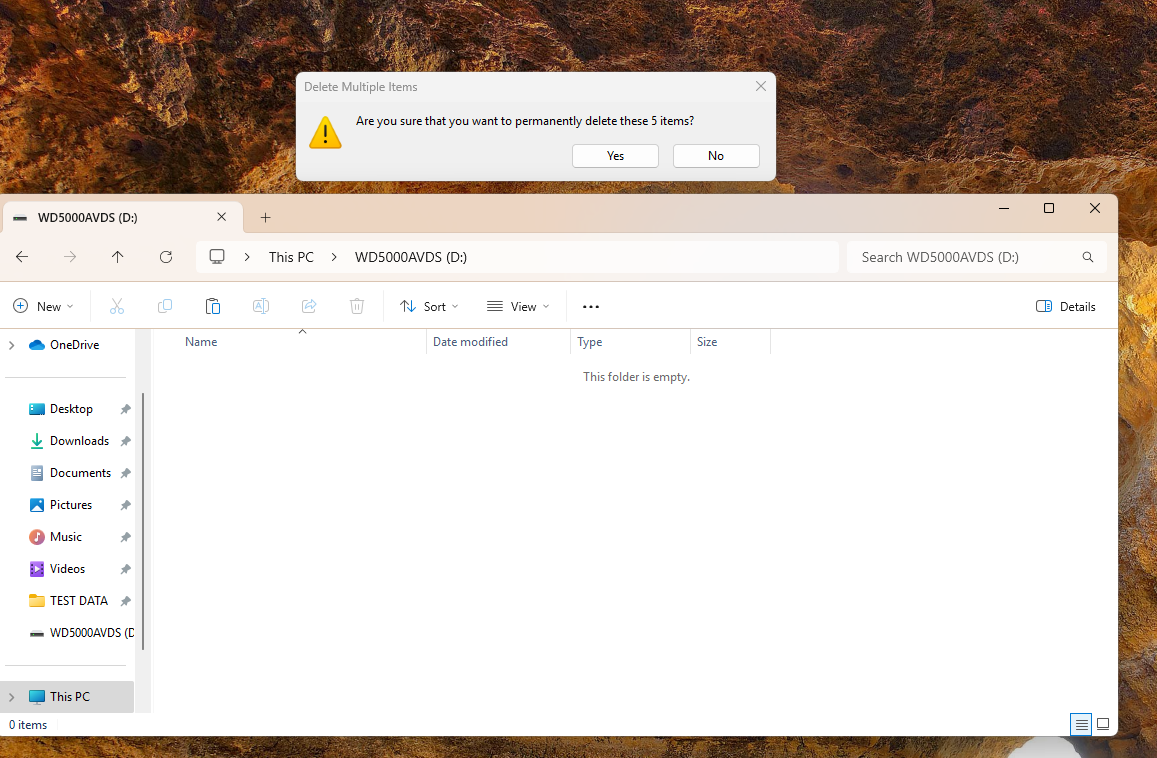 Delete Multiple Items
Are you sure that you want to permanently delete these 5 items?
Yes No
WD5000AVDS (D:)
This PC > WD5000AVDS (D:)
Search WD5000AVDS (D:)
New
Sort
View
Details
Name Date modified Type Size
This folder is empty.
OneDrive
Desktop
Downloads
Documents
Pictures
Music
Videos
TEST DATA
WD5000AVDS (D
This PC
0 items